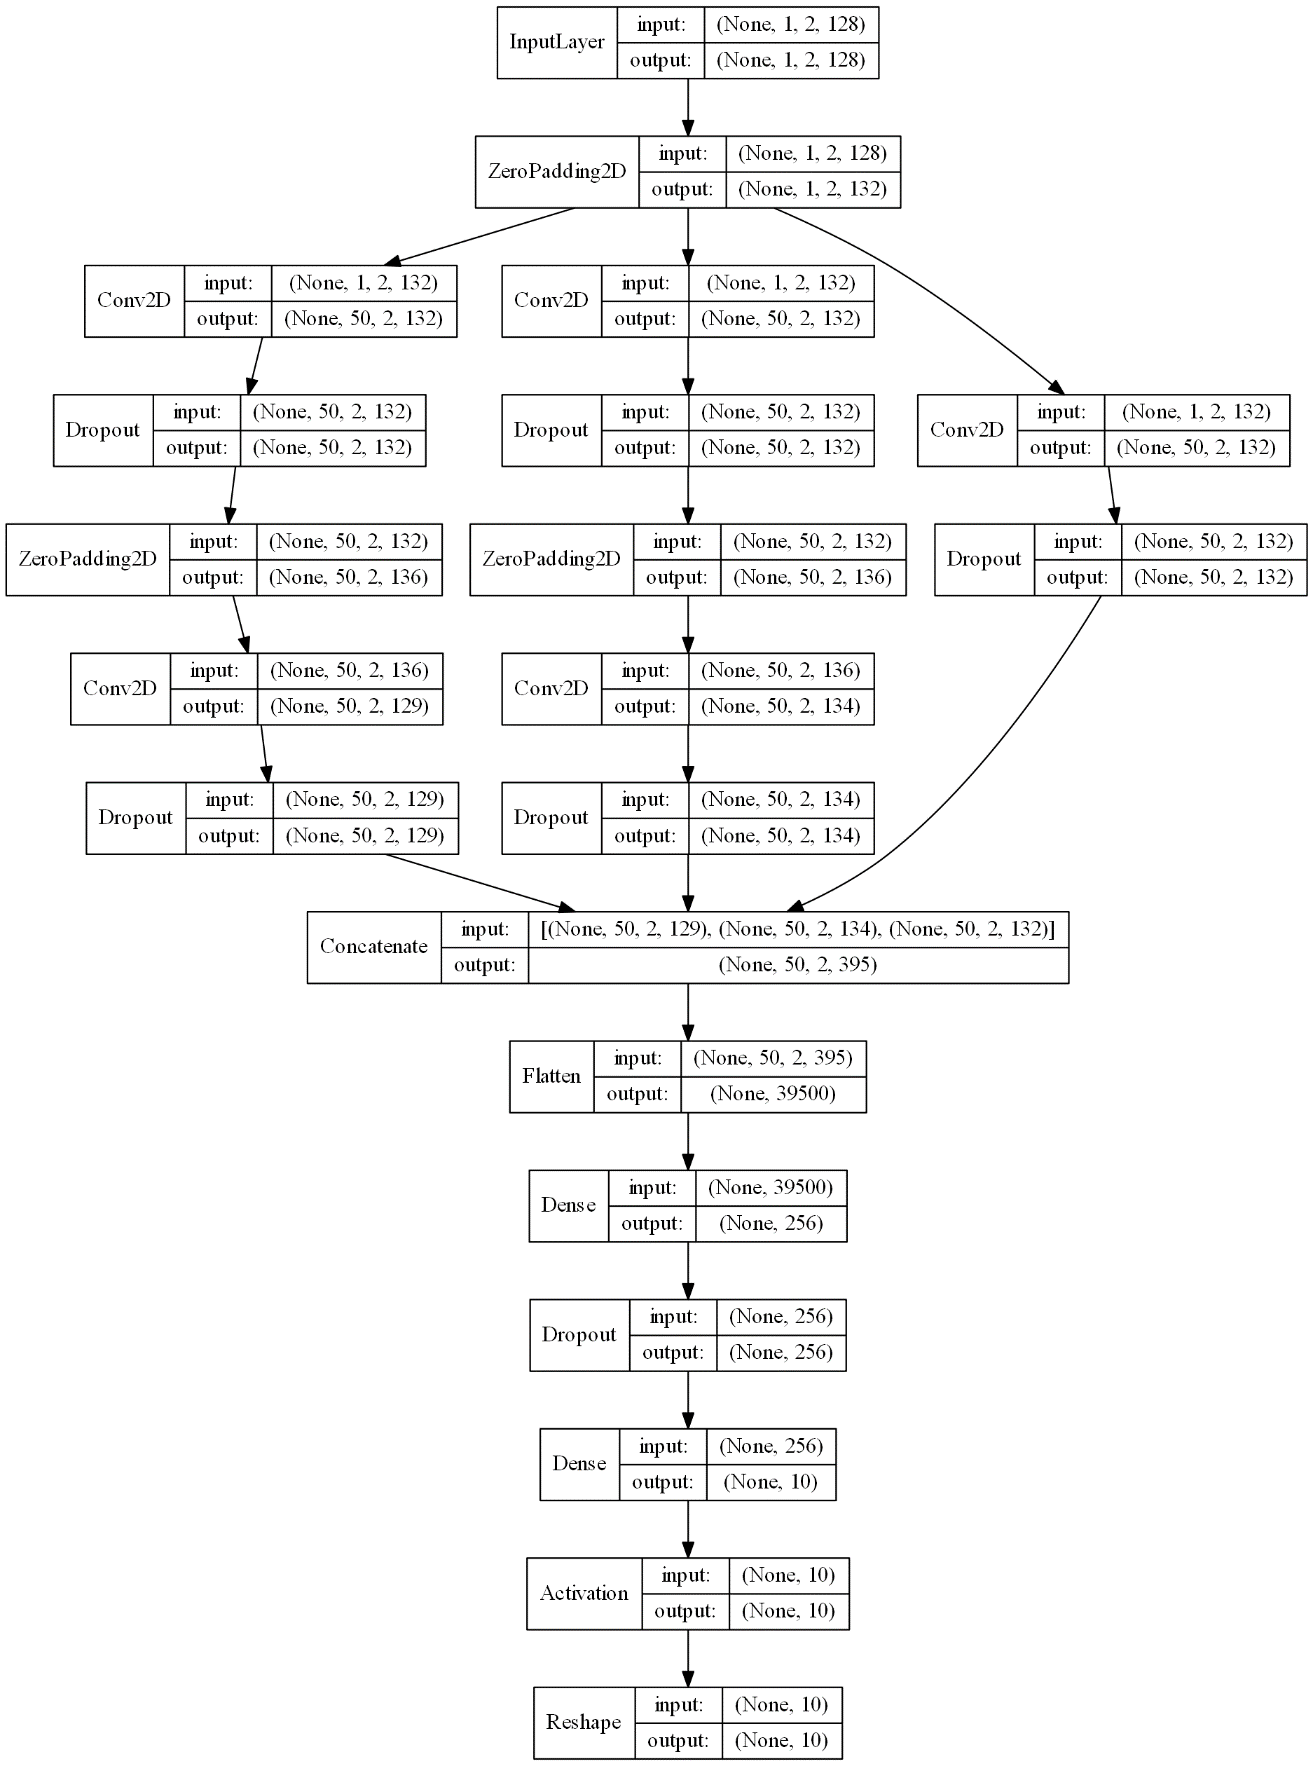 InputLayer
input: (None, 1, 2, 128)
output: (None, 1, 2, 128)
ZeroPadding2D
input: (None, 1, 2, 128)
output: (None, 1, 2, 132)
Conv2D
input: (None, 1, 2, 132)
output: (None, 50, 2, 132)
Conv2D
input: (None, 1, 2, 132)
output: (None, 50, 2, 132)
Dropout
input: (None, 50, 2, 132)
output: (None, 50, 2, 132)
Dropout
input: (None, 50, 2, 132)
output: (None, 50, 2, 132)
Conv2D
input: (None, 1, 2, 132)
output: (None, 50, 2, 132)
ZeroPadding2D
input: (None, 50, 2, 132)
output: (None, 50, 2, 136)
ZeroPadding2D
input: (None, 50, 2, 132)
output: (None, 50, 2, 136)
Dropout
input: (None, 50, 2, 132)
output: (None, 50, 2, 132)
Conv2D
input: (None, 50, 2, 136)
output: (None, 50, 2, 129)
Conv2D
input: (None, 50, 2, 136)
output: (None, 50, 2, 134)
Dropout
input: (None, 50, 2, 129)
output: (None, 50, 2, 129)
Dropout
input: (None, 50, 2, 134)
output: (None, 50, 2, 134)
Concatenate
input: [(None, 50, 2, 129), (None, 50, 2, 134), (None, 50, 2, 132)]
output: (None, 50, 2, 395)
Flatten
input: (None, 50, 2, 395)
output: (None, 39500)
Dense
input: (None, 39500)
output: (None, 256)
Dropout
input: (None, 256)
output: (None, 256)
Dense
input: (None, 256)
output: (None, 10)
Activation
input: (None, 10)
output: (None, 10)
Reshape
input: (None, 10)
output: (None, 10)